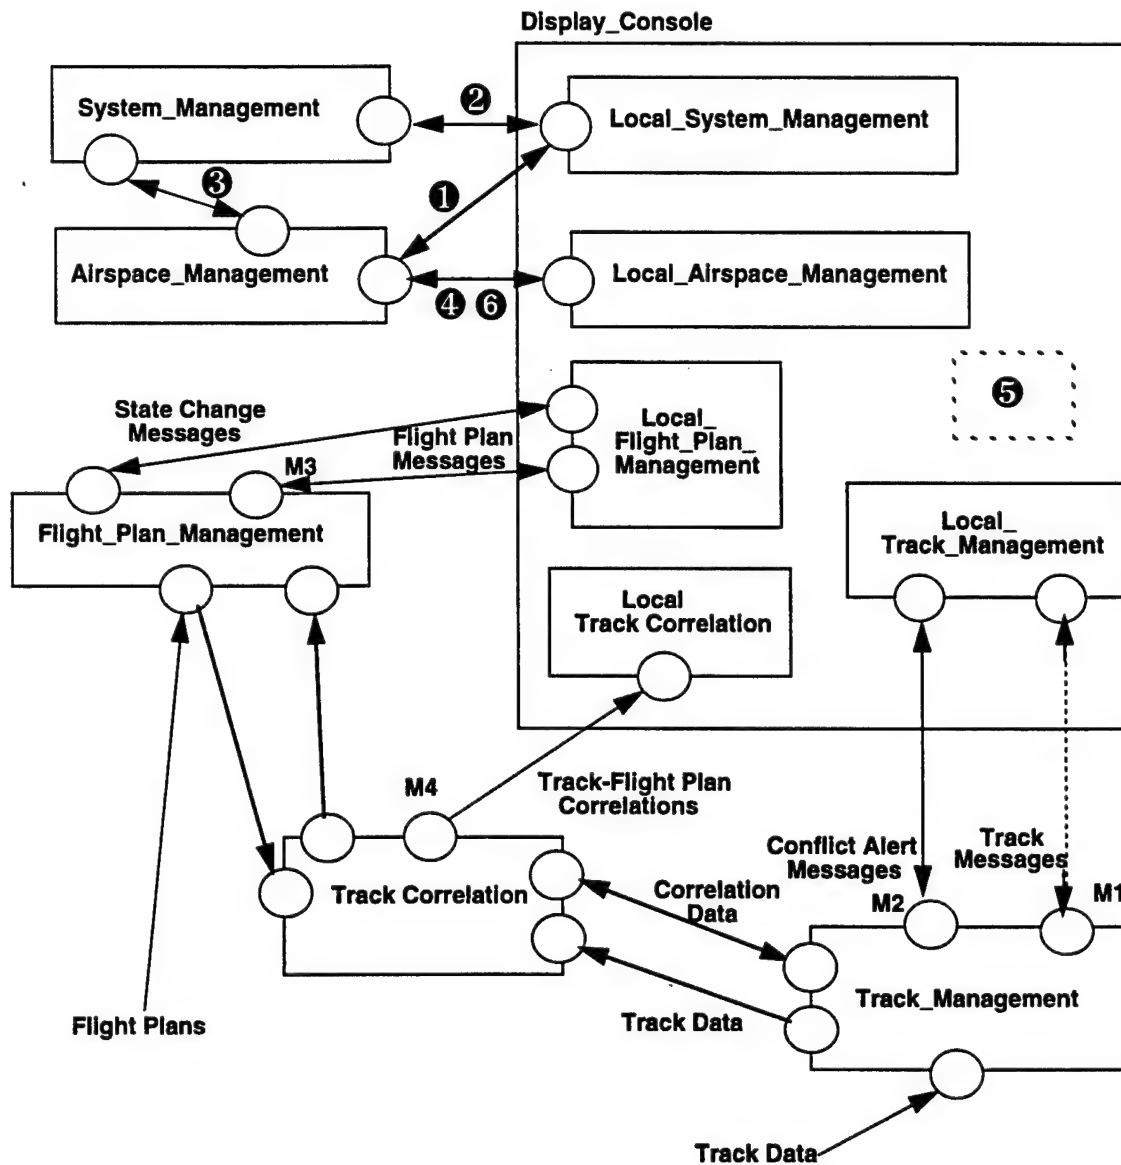 Display_Console
System_Management
❷
Local_System_Management
❸
❶
Airspace_Management
Local_Airspace_Management
❹ ❻
❺
State Change
Messages
Flight Plan
Messages
Local_
Flight_Plan_
Management
M3
Flight_Plan_Management
Local_
Track_Management
Local
Track Correlation
M4
Track-Flight Plan
Correlations
Conflict Alert
Messages
Track
Messages
Track Correlation
Correlation
Data
M2
M1
Track_Management
Flight Plans
Track Data
Track Data